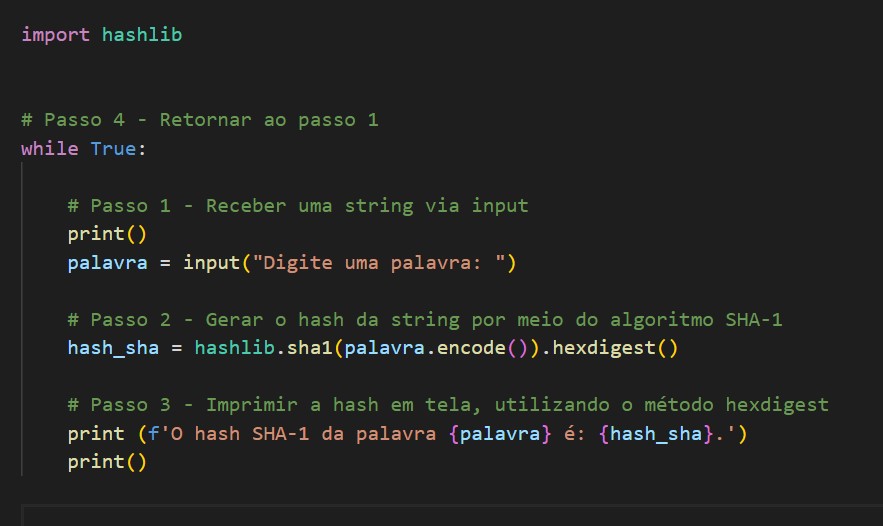 import hashlib
# Passo 4 - Retornar ao passo 1
while True:
# Passo 1 - Receber uma string via input
print()
palavra = input("Digite uma palavra: ")
# Passo 2 - Gerar o hash da string por meio do algoritmo SHA-1
hash_sha = hashlib.sha1(palavra.encode()).hexdigest()
# Passo 3 - Imprimir a hash em tela, utilizando o método hexdigest
print (f'O hash SHA-1 da palavra {palavra} é: {hash_sha}.')
print()